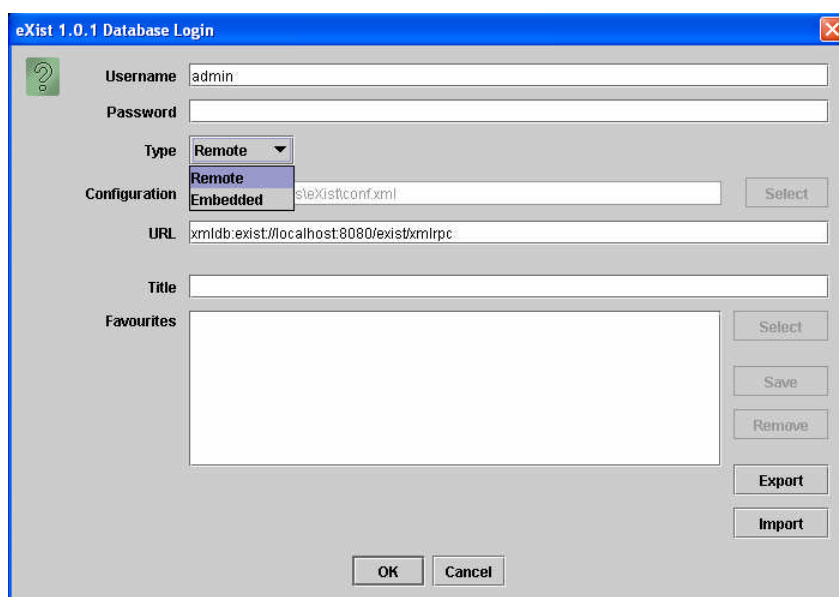 eXist 1.0.1 Database Login
Username admin
Password
Type Remote
Remote
Embedded
Configuration s\eXist\conf.xml Select
URL xmldb:exist://localhost:8080/exist/xmlrpc
Title
Favourites Select
Save
Remove
Export
Import
OK Cancel